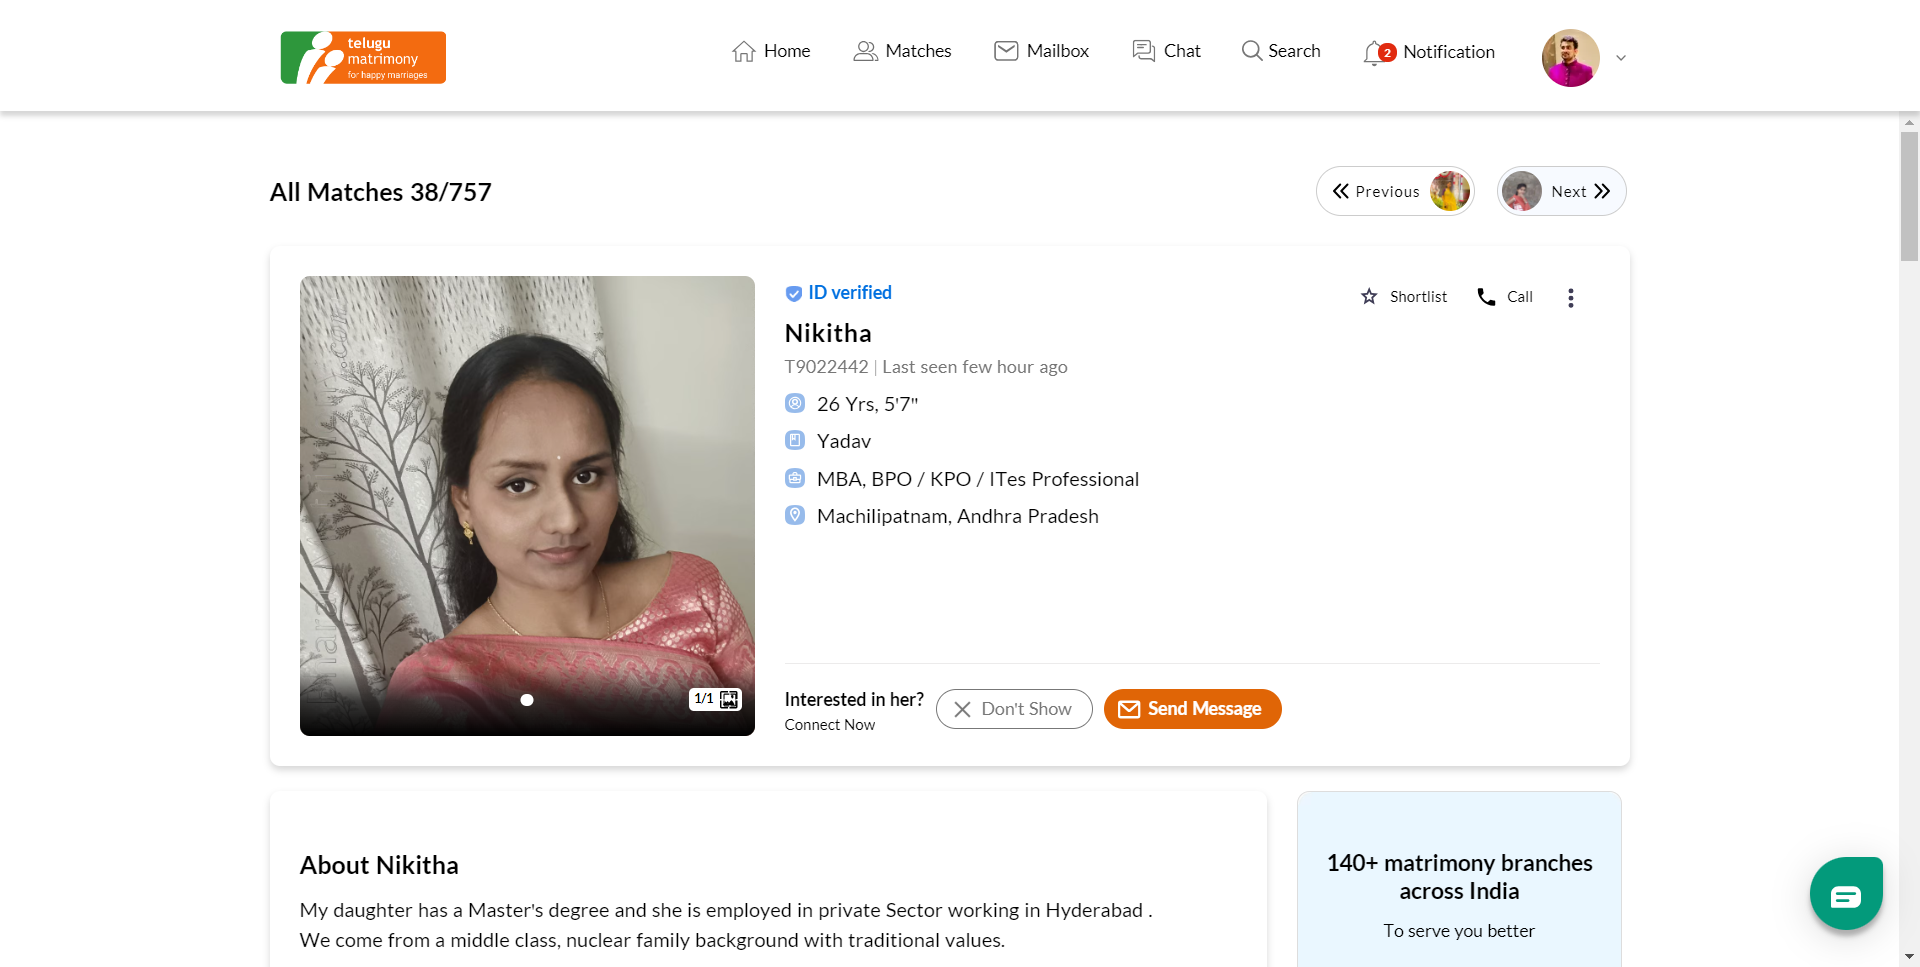 telugu
matrimony
for happy marriages
Home
Matches
Mailbox
Chat
Search
2
Notification
All Matches 38/757
Previous
Next
ID verified
Shortlist
Call
Nikitha
T9022442 | Last seen few hour ago
26 Yrs, 5'7"
Yadav
MBA, BPO / KPO / ITes Professional
Machilipatnam, Andhra Pradesh
1/1
Interested in her?
Connect Now
Don't Show
Send Message
About Nikitha
My daughter has a Master's degree and she is employed in private Sector working in Hyderabad .
We come from a middle class, nuclear family background with traditional values.
140+ matrimony branches
across India
To serve you better